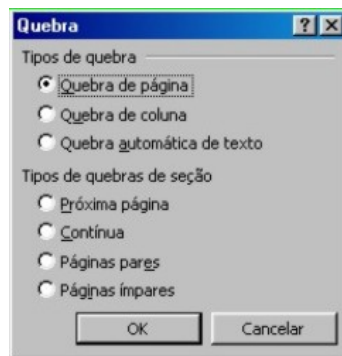 Quebra
Tipos de quebra
Quebra de página
Quebra de coluna
Quebra automática de texto
Tipos de quebras de seção
Próxima página
Contínua
Páginas pares
Páginas ímpares
OK Cancelar